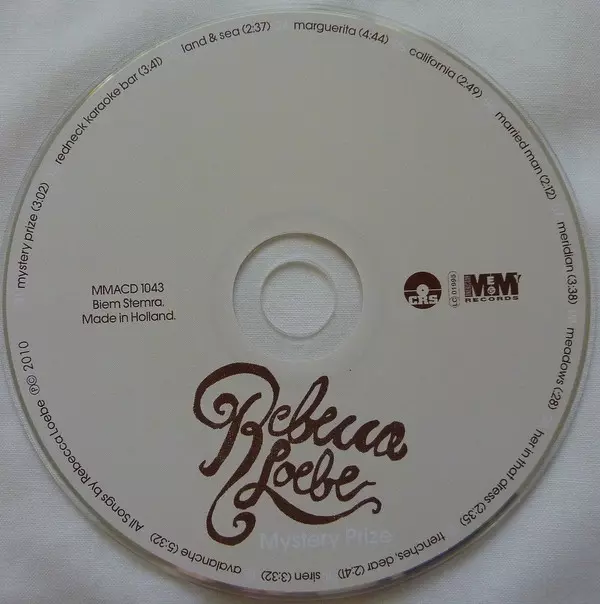 mystery prize (3:02)
redneck karaoke bar (3:41)
land & sea (2:37)
marguerita (4:44)
california (2:49)
married man (2:12)
meridian (3:38)
meadows (:28)
her in that dress (2:35)
trenches, dear (2:41)
siren (3:32)
avalanche (5:32)
All Songs by Rebecca Loebe ℗© 2010
MMACD 1043
Biem Stemra.
Made in Holland.
CRS
LC 01996
MUSIC
RECORDS
Rebecca
Loebe
Mystery Prize